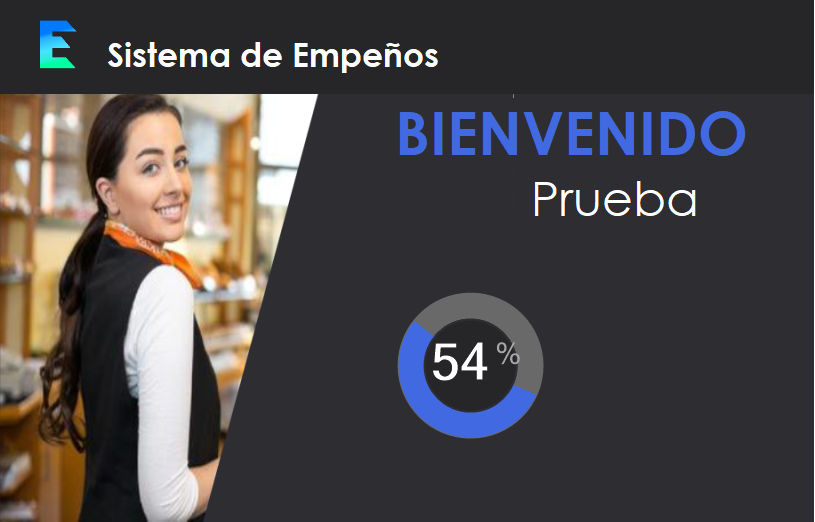 Sistema de Empeños
BIENVENIDO
Prueba
54 %